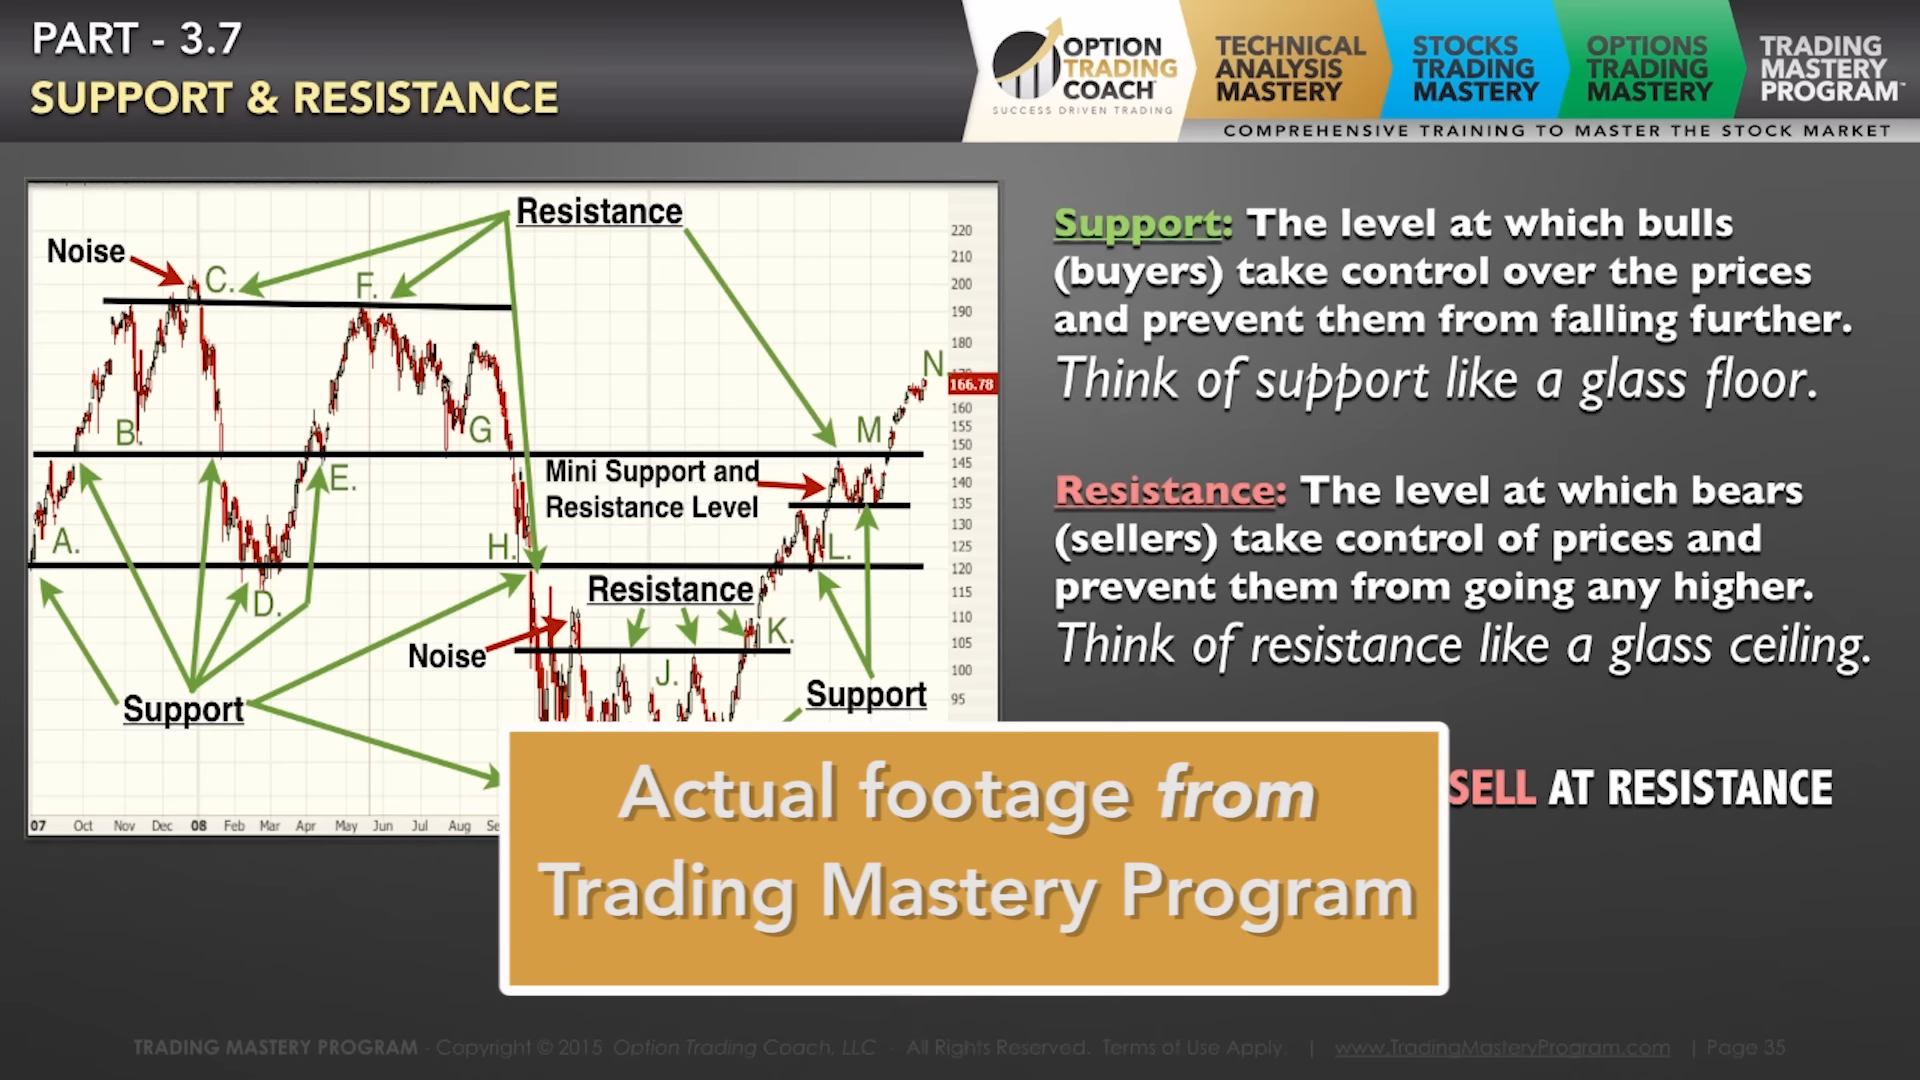 PART - 3.7
SUPPORT & RESISTANCE
OPTION
TRADING
COACH
SUCCESS DRIVEN TRADING
TECHNICAL
ANALYSIS
MASTERY
STOCKS
TRADING
MASTERY
OPTIONS
TRADING
MASTERY
TRADING
MASTERY
PROGRAM™
COMPREHENSIVE TRAINING TO MASTER THE STOCK MARKET
Resistance
Noise
C.
F.
B.
G
M
N
A.
E.
Mini Support and
Resistance Level
H.
L.
D.
Resistance
K.
Noise
J.
Support
Support
220
210
200
190
180
166.78
160
155
150
145
140
135
130
125
120
115
110
105
100
95
07 Oct Nov Dec 08 Feb Mar Apr May Jun Jul Aug Se
Support: The level at which bulls
(buyers) take control over the prices
and prevent them from falling further.
Think of support like a glass floor.
Resistance: The level at which bears
(sellers) take control of prices and
prevent them from going any higher.
Think of resistance like a glass ceiling.
SELL AT RESISTANCE
Actual footage from
Trading Mastery Program
TRADING MASTERY PROGRAM - Copyright © 2015 Option Trading Coach, LLC - All Rights Reserved. Terms of Use Apply. | www.TradingMasteryProgram.com | Page 35